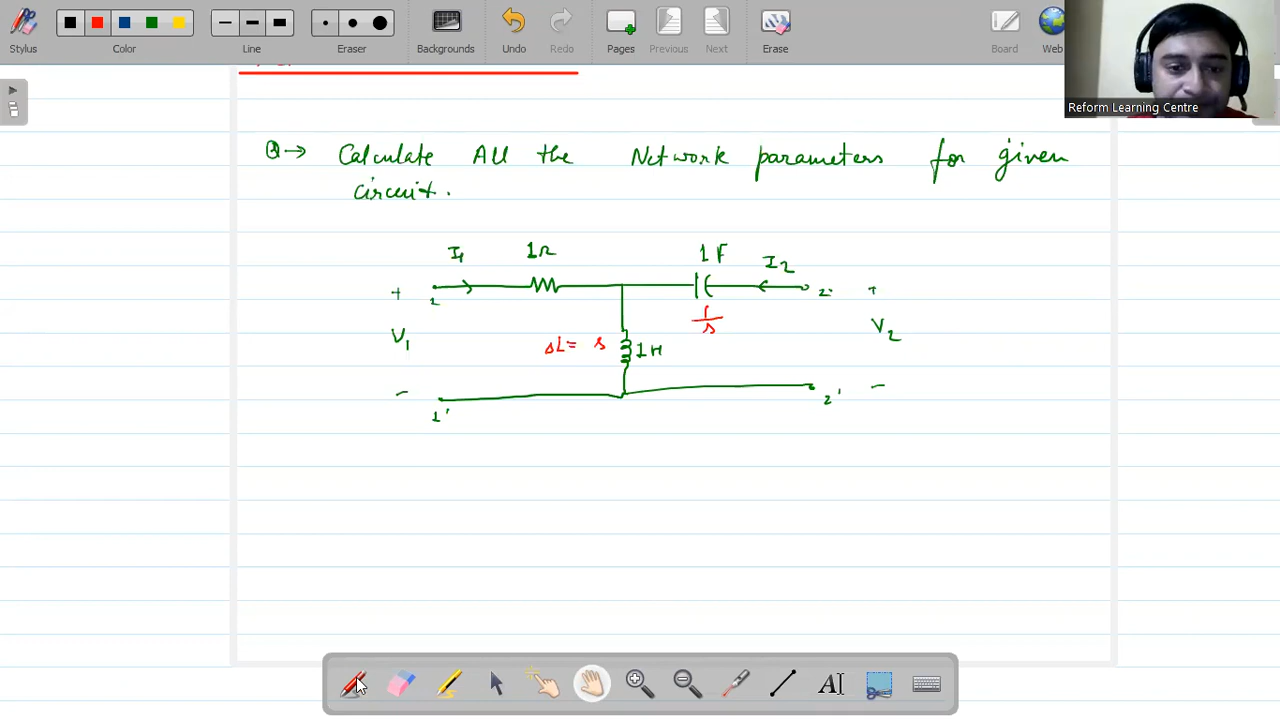 Stylus
Color
Line
Eraser
Backgrounds
Undo
Redo
Pages
Previous
Next
Erase
Board
Web
Reform Learning Centre
Q→ Calculate All the Network parameters for given
circuit.
I1
1Ω
1F
I2
+
1
2
+
V1
1/s
V2
sL = s
1H
-
-
1'
2'
A